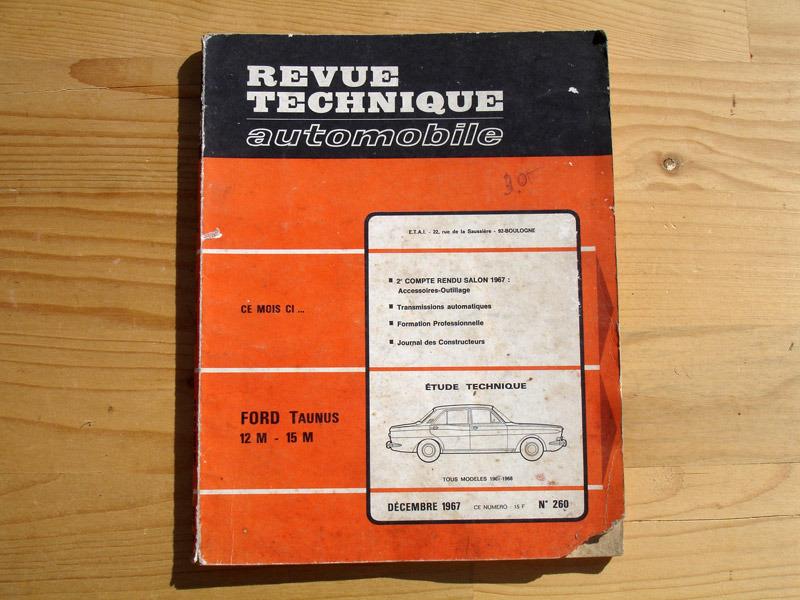 REVUE
TECHNIQUE
automobile
E.T.A.I. - 22, rue de la Saussière - 92-BOULOGNE
CE MOIS CI ...
2e COMPTE RENDU SALON 1967 :
Accessoires-Outillage
Transmissions automatiques
Formation Professionnelle
Journal des Constructeurs
ÉTUDE TECHNIQUE
FORD TAUNUS
12 M - 15 M
TOUS MODELES 1967-1968
DÉCEMBRE 1967 CE NUMERO : 15 F N° 260